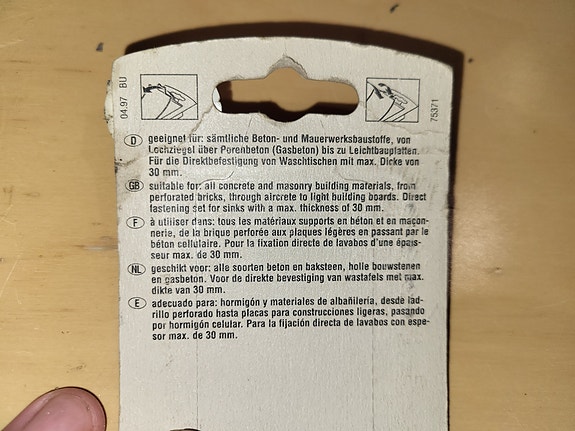 04.97 BU
75371
D geeignet für: sämtliche Beton- und Mauerwerksbaustoffe, von
Lochziegel über Porenbeton (Gasbeton) bis zu Leichtbauplatten.
Für die Direktbefestigung von Waschtischen mit max. Dicke von
30 mm.
GB suitable for: all concrete and masonry building materials, from
perforated bricks, through aircrete to light building boards. Direct
fastening set for sinks with a max. thickness of 30 mm.
F à utiliser dans: tous les matériaux supports en béton et en maçon-
nerie, de la brique perforée aux plaques légères en passant par le
béton cellulaire. Pour la fixation directe de lavabos d'une épais-
seur max. de 30 mm.
NL geschikt voor: alle soorten beton en baksteen, holle bouwstenen
en gasbeton. Voor de direkte bevestiging van wastafels met max.
dikte van 30 mm.
E adecuado para: hormigón y materiales de albañilería, desde lad-
rillo perforado hasta placas para construcciones ligeras, pasando
por hormigón celular. Para la fijación directa de lavabos con espe-
sor max. de 30 mm.